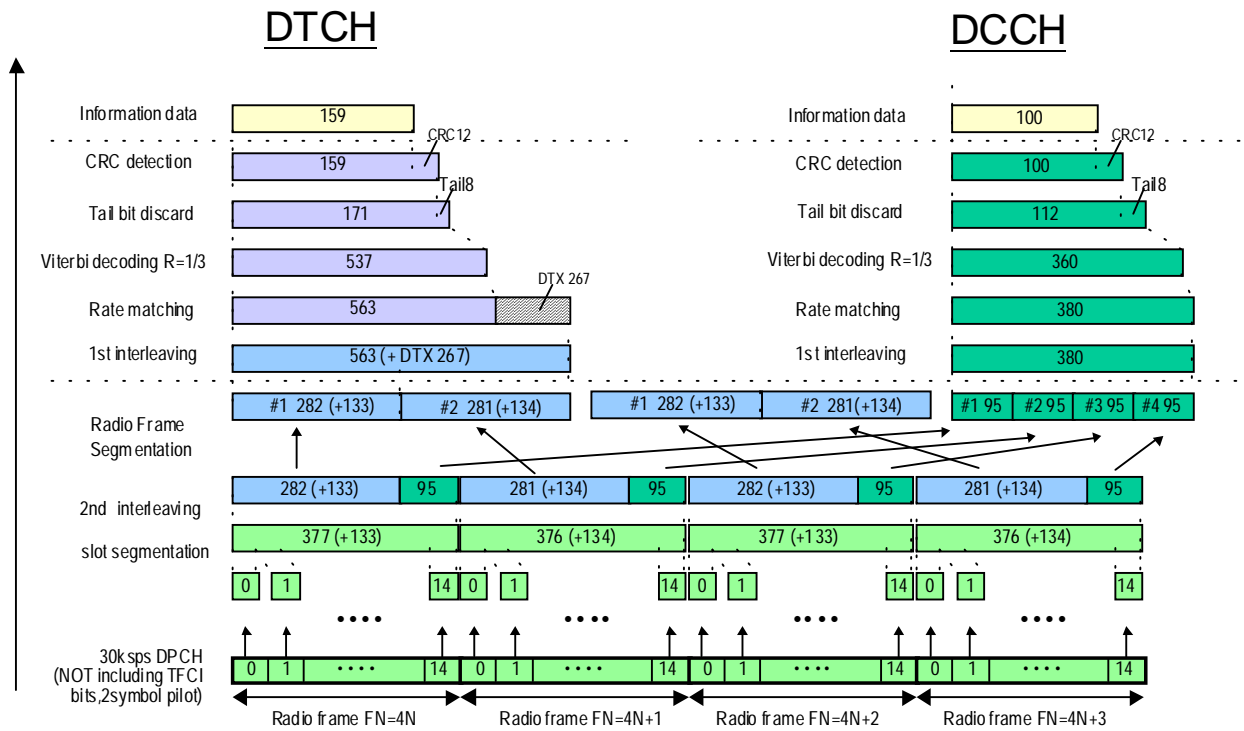 DTCH DCCH
Information data 159 Information data 100
CRC12 CRC12
CRC detection 159 CRC detection 100
Tail8 Tail8
Tail bit discard 171 Tail bit discard 112
Viterbi decoding R=1/3 537 Viterbi decoding R=1/3 360
DTX 267
Rate matching 563 Rate matching 380
1st interleaving 563 (+ DTX 267) 1st interleaving 380
#1 282 (+133) #2 281 (+134) #1 282 (+133) #2 281(+134) #1 95 #2 95 #3 95 #4 95
Radio Frame
Segmentation
282 (+133) 95 281 (+134) 95 282 (+133) 95 281 (+134) 95
2nd interleaving
377 (+133) 376 (+134) 377 (+133) 376 (+134)
slot segmentation
0 1 14 0 1 14 0 1 14 0 1 14
• • • • • • • • • • • • • • • •
30ksps DPCH
(NOT including TFCI
bits,2symbol pilot)
0 1 • • • • 14 0 1 • • • • 14 0 1 • • • • 14 0 1 • • • • 14
Radio frame FN=4N Radio frame FN=4N+1 Radio frame FN=4N+2 Radio frame FN=4N+3